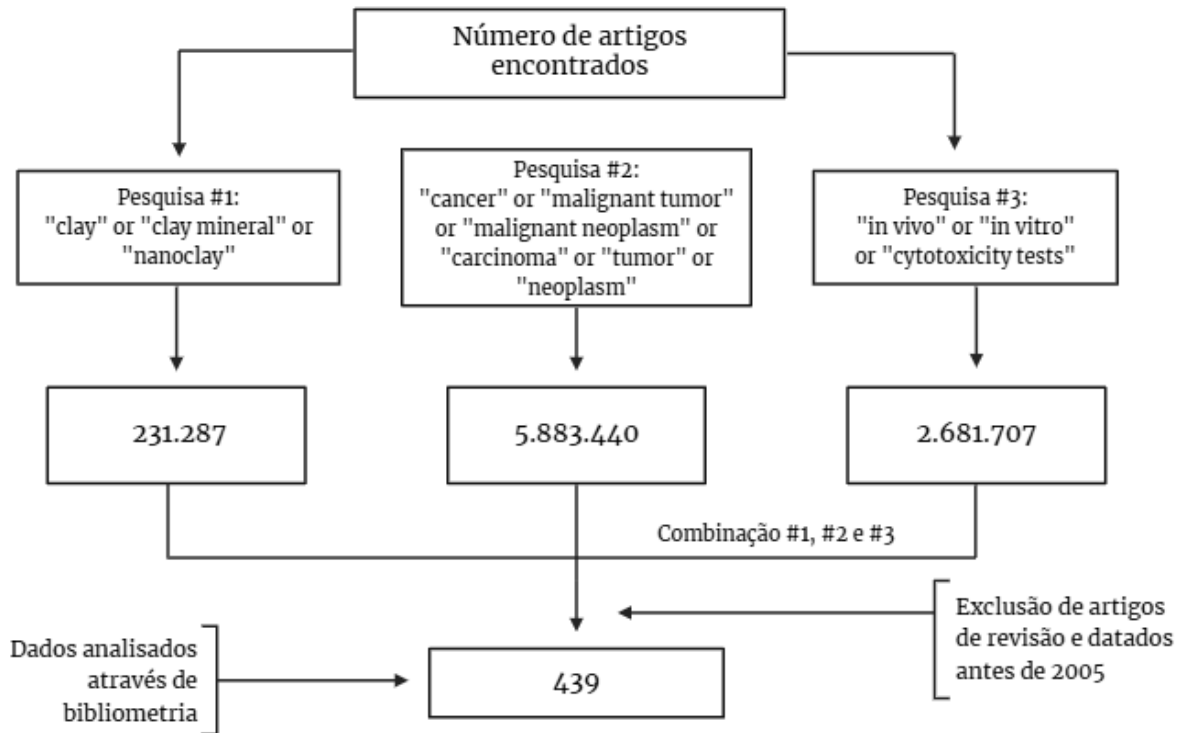 Número de artigos
encontrados
Pesquisa #1:
"clay" or "clay mineral" or
"nanoclay"
Pesquisa #2:
"cancer" or "malignant tumor"
or "malignant neoplasm" or
"carcinoma" or "tumor" or
"neoplasm"
Pesquisa #3:
"in vivo" or "in vitro"
or "cytotoxicity tests"
231.287
5.883.440
2.681.707
Combinação #1, #2 e #3
Exclusão de artigos
de revisão e datados
antes de 2005
Dados analisados
através de
bibliometria
439